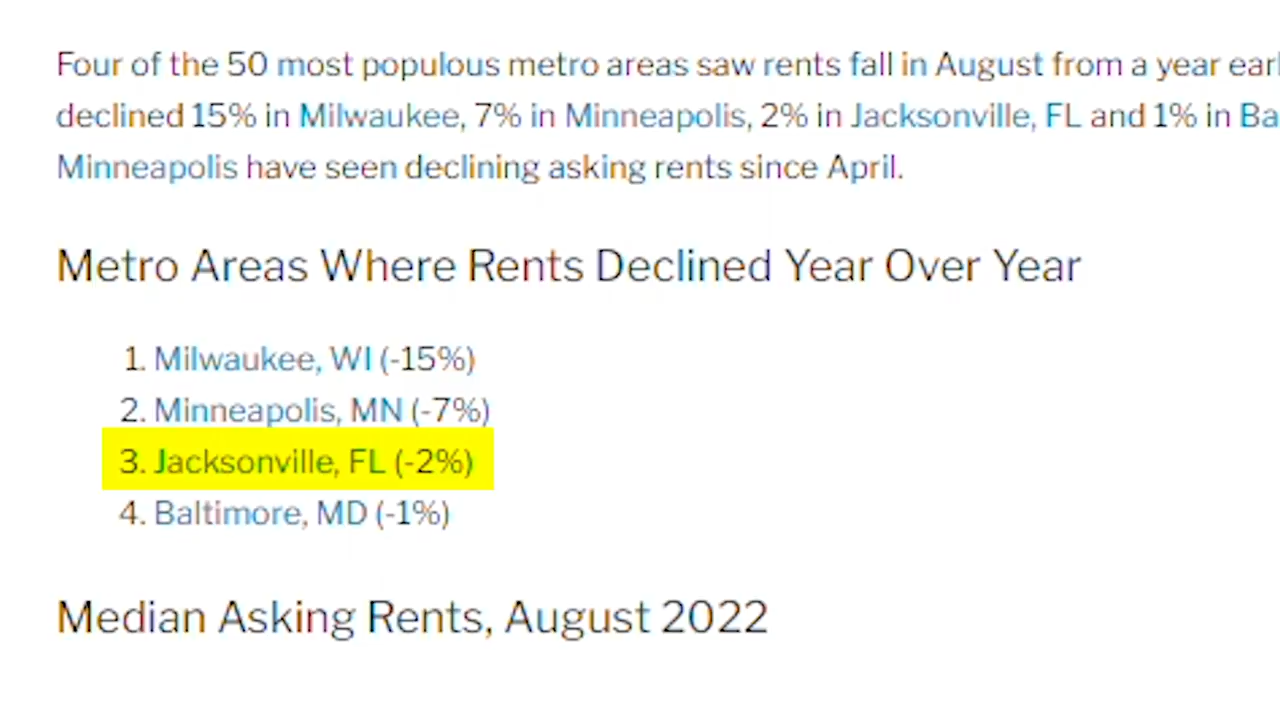 Four of the 50 most populous metro areas saw rents fall in August from a year
declined 15% in Milwaukee, 7% in Minneapolis, 2% in Jacksonville, FL and 1% in
Minneapolis have seen declining asking rents since April.
Metro Areas Where Rents Declined Year Over Year
1. Milwaukee, WI (-15%)
2. Minneapolis, MN (-7%)
3. Jacksonville, FL (-2%)
4. Baltimore, MD (-1%)
Median Asking Rents, August 2022